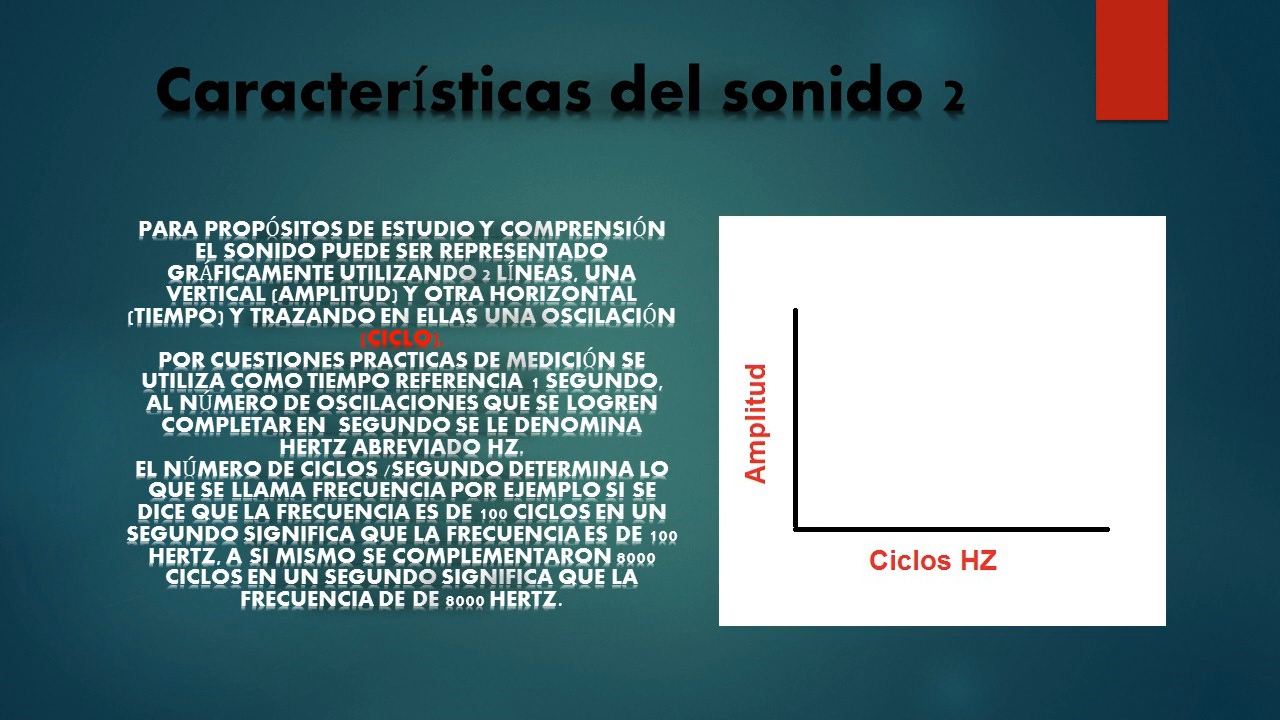 Características del sonido 2
PARA PROPÓSITOS DE ESTUDIO Y COMPRENSIÓN
EL SONIDO PUEDE SER REPRESENTADO
GRÁFICAMENTE UTILIZANDO 2 LÍNEAS, UNA
VERTICAL (AMPLITUD) Y OTRA HORIZONTAL
(TIEMPO) Y TRAZANDO EN ELLAS UNA OSCILACIÓN
(CICLO).
POR CUESTIONES PRACTICAS DE MEDICIÓN SE
UTILIZA COMO TIEMPO REFERENCIA 1 SEGUNDO,
AL NÚMERO DE OSCILACIONES QUE SE LOGREN
COMPLETAR EN SEGUNDO SE LE DENOMINA
HERTZ ABREVIADO HZ.
EL NÚMERO DE CICLOS /SEGUNDO DETERMINA LO
QUE SE LLAMA FRECUENCIA POR EJEMPLO SI SE
DICE QUE LA FRECUENCIA ES DE 100 CICLOS EN UN
SEGUNDO SIGNIFICA QUE LA FRECUENCIA ES DE 100
HERTZ, A SI MISMO SE COMPLEMENTARON 8000
CICLOS EN UN SEGUNDO SIGNIFICA QUE LA
FRECUENCIA DE DE 8000 HERTZ.
Amplitud
Ciclos HZ